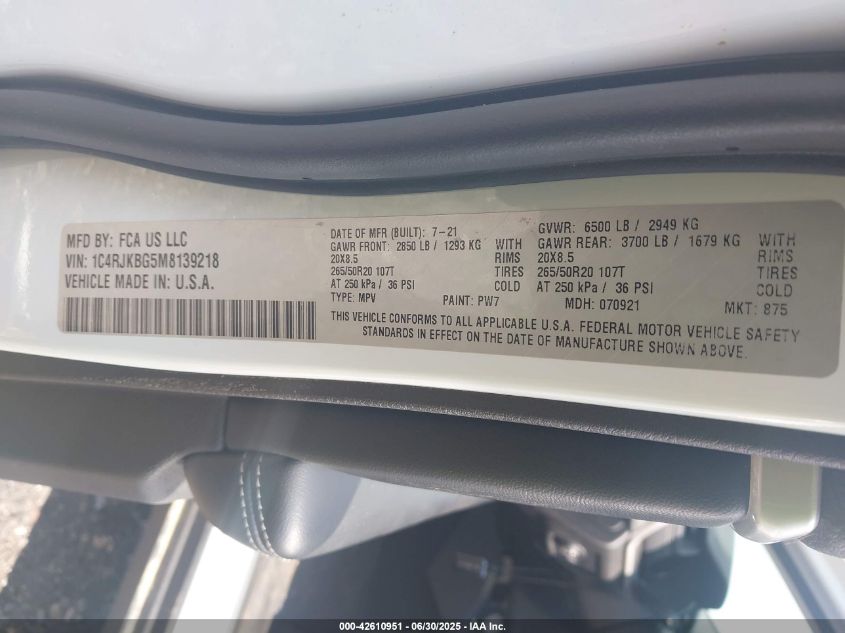 MFD BY: FCA US LLC
VIN: 1C4RJKBG5M8139218
VEHICLE MADE IN: U.S.A.
DATE OF MFR (BUILT): 7-21
GAWR FRONT: 2850 LB / 1293 KG WITH
20X8.5 RIMS
265/50R20 107T TIRES
AT 250 kPa / 36 PSI COLD
TYPE: MPV PAINT: PW7
GVWR: 6500 LB / 2949 KG
GAWR REAR: 3700 LB / 1679 KG WITH
20X8.5 RIMS
265/50R20 107T TIRES
AT 250 kPa / 36 PSI COLD
MDH: 070921 MKT: 875
THIS VEHICLE CONFORMS TO ALL APPLICABLE U.S.A. FEDERAL MOTOR VEHICLE SAFETY
STANDARDS IN EFFECT ON THE DATE OF MANUFACTURE SHOWN ABOVE.
000-42610951 - 06/30/2025 - IAA Inc.